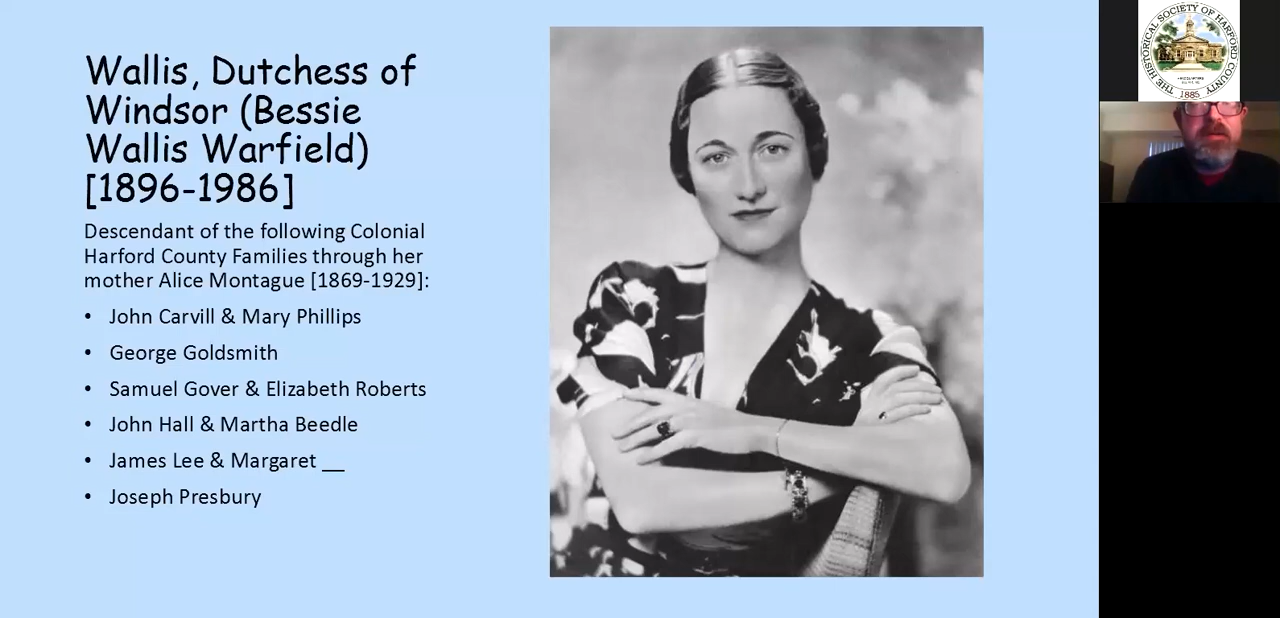 Wallis, Dutchess of
Windsor (Bessie
Wallis Warfield)
[1896-1986]
Descendant of the following Colonial
Harford County Families through her
mother Alice Montague [1869-1929]:
• John Carvill & Mary Phillips
• George Goldsmith
• Samuel Gover & Elizabeth Roberts
• John Hall & Martha Beedle
• James Lee & Margaret __
• Joseph Presbury
THE HISTORICAL SOCIETY OF HARFORD COUNTY
1885